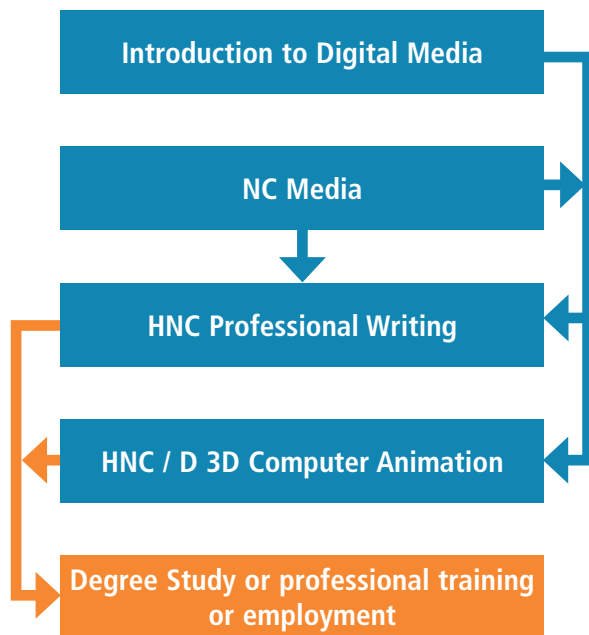 Introduction to Digital Media
NC Media
HNC Professional Writing
HNC / D 3D Computer Animation
Degree Study or professional training
or employment